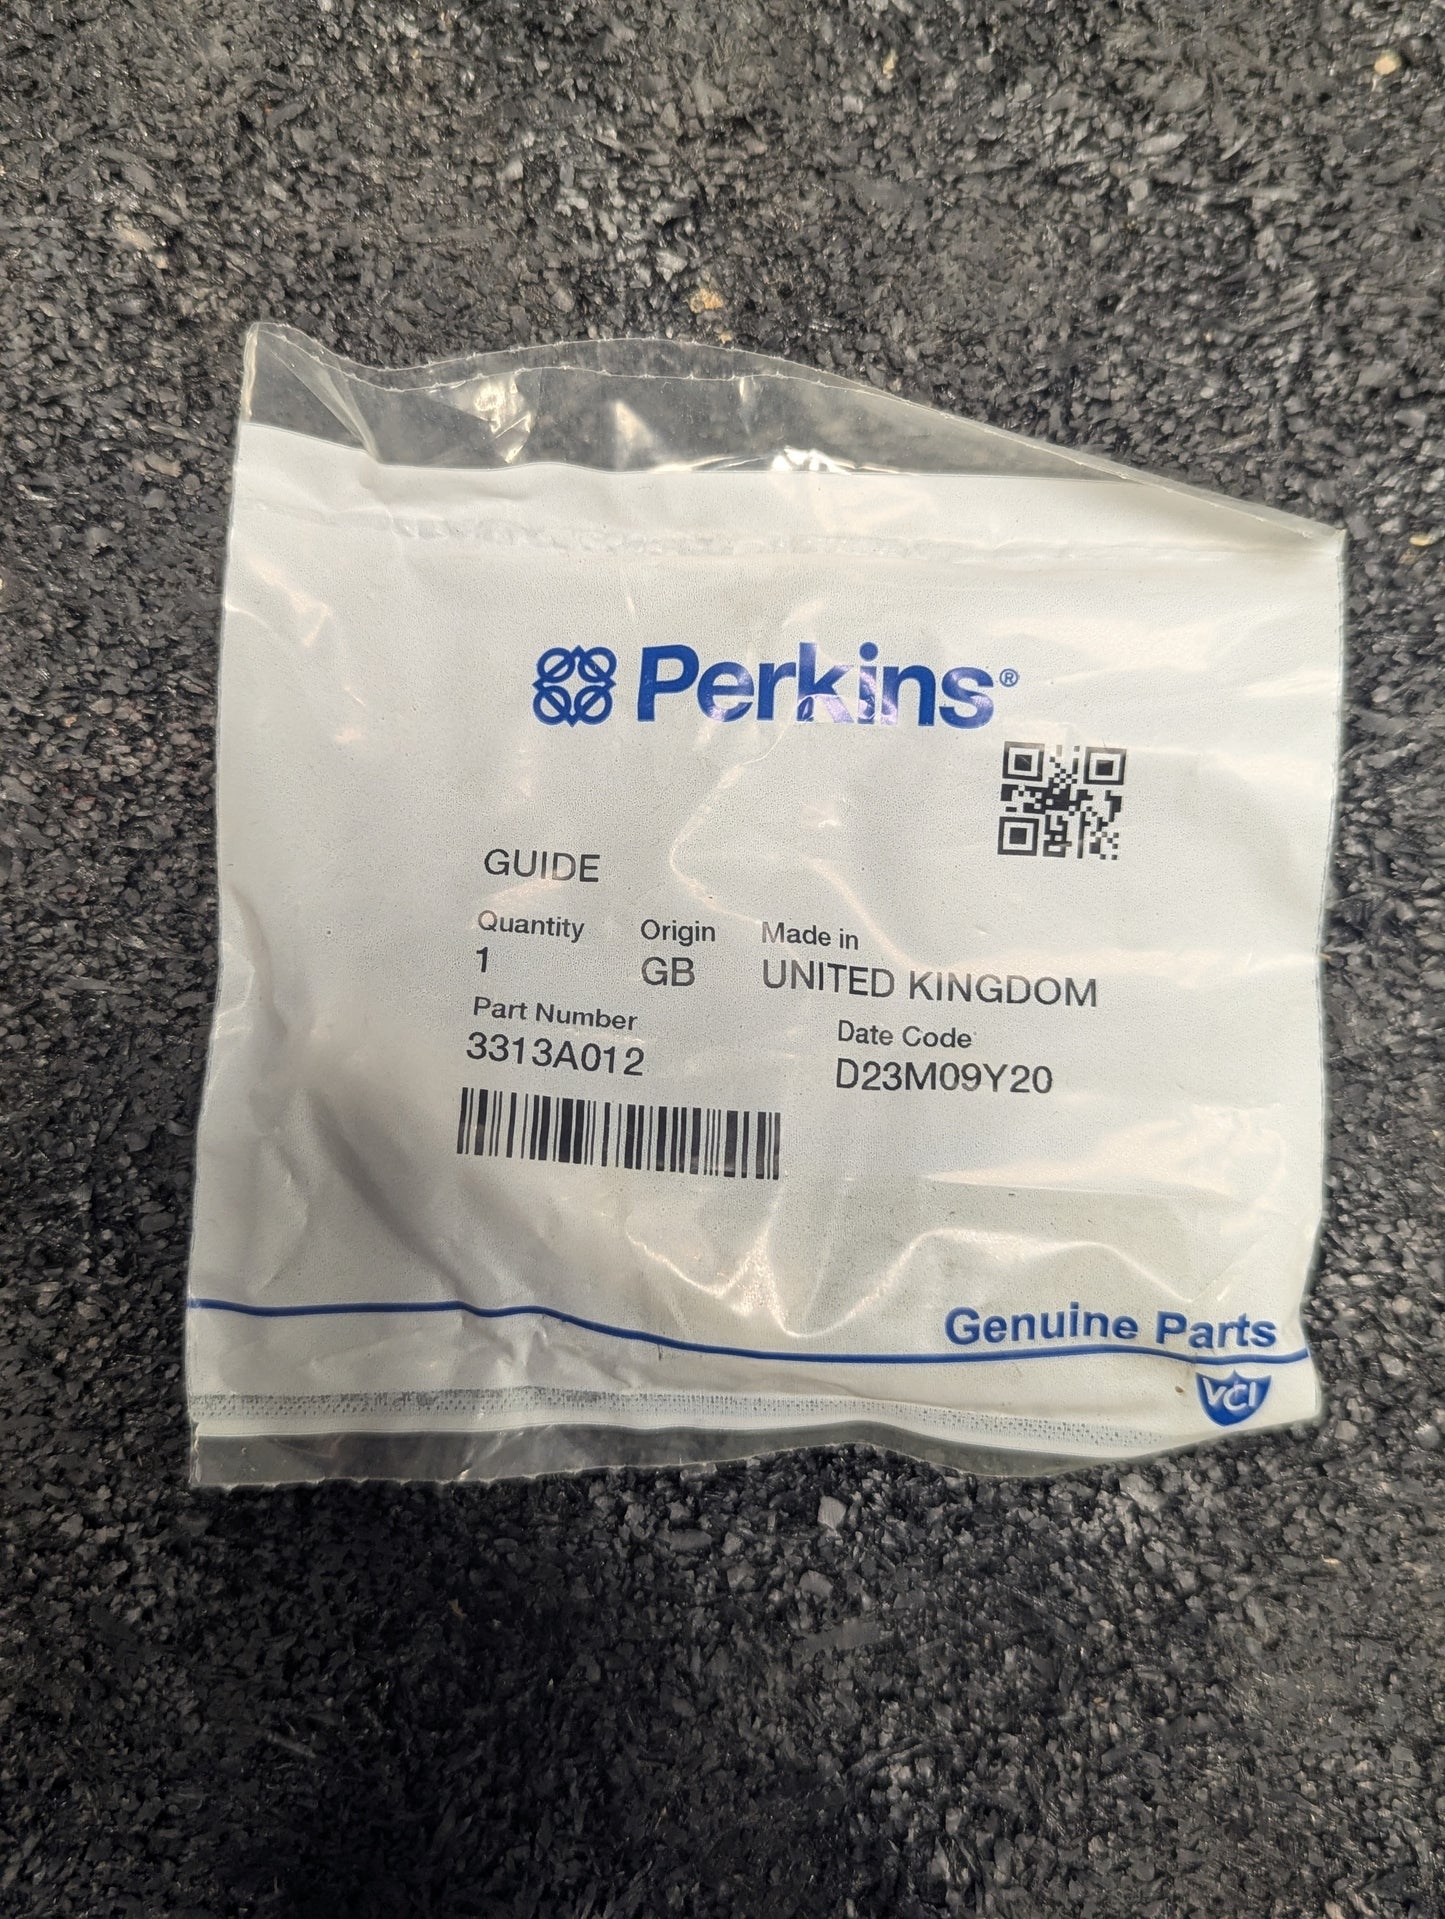 Perkins®
GUIDE
Quantity Origin Made in
1 GB UNITED KINGDOM
Part Number Date Code
3313A012 D23M09Y20
Genuine Parts
VCI